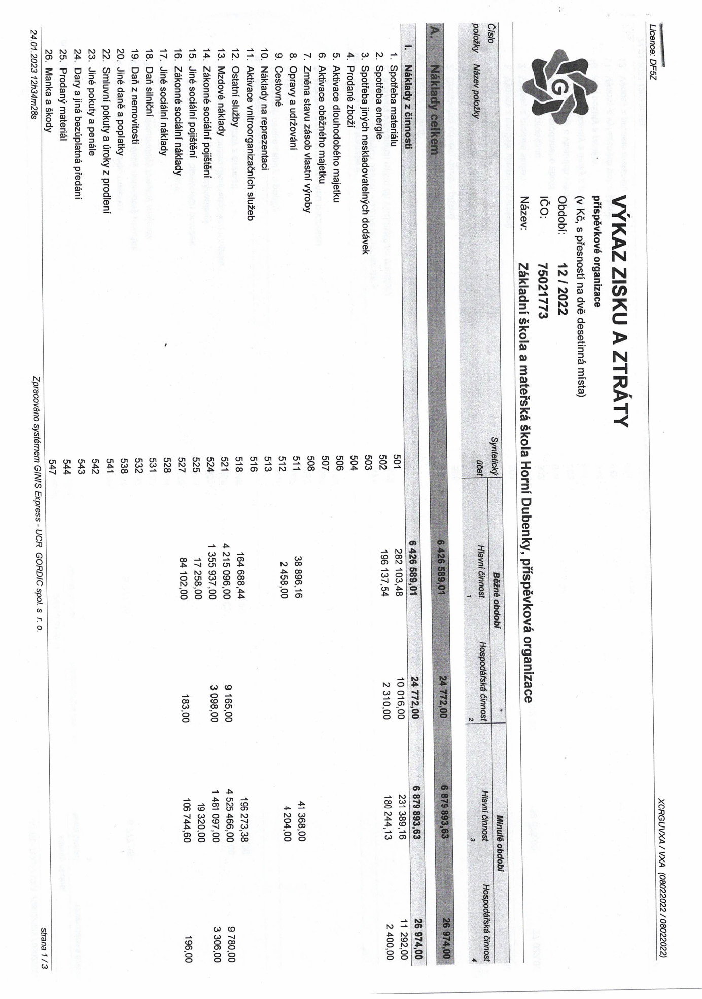 Licence: DF5Z
XCRGUVXA / VXA (08022022 / 08022022)
G
VÝKAZ ZISKU A ZTRÁTY
příspěvkové organizace
(v Kč, s přesností na dvě desetinná místa)
Období: 12 / 2022
IČO: 75021773
Název: Základní škola a mateřská škola Horní Dubenky, příspěvková organizace
Číslo Syntetický Běžné období Minulé období
položky Název položky účet Hlavní činnost Hospodářská činnost Hlavní činnost Hospodářská činnost
1 2 3 4
A. Náklady celkem 6 426 589,01 24 772,00 6 879 893,63 26 974,00
I. Náklady z činnosti 6 426 589,01 24 772,00 6 879 893,63 26 974,00
1. Spotřeba materiálu 501 282 103,48 10 016,00 231 389,16 11 292,00
2. Spotřeba energie 502 196 137,54 2 310,00 180 244,13 2 400,00
3. Spotřeba jiných neskladovatelných dodávek 503
4. Prodané zboží 504
5. Aktivace dlouhodobého majetku 506
6. Aktivace oběžného majetku 507
7. Změna stavu zásob vlastní výroby 508
8. Opravy a udržování 511 38 896,16 41 368,00
9. Cestovné 512 2 458,00 4 204,00
10. Náklady na reprezentaci 513
11. Aktivace vnitroorganizačních služeb 516
12. Ostatní služby 518 164 688,44 196 273,38
13. Mzdové náklady 521 4 215 096,00 9 165,00 4 525 466,00 9 780,00
14. Zákonné sociální pojištění 524 1 355 937,00 3 098,00 1 481 097,00 3 306,00
15. Jiné sociální pojištění 525 17 258,00 19 320,00
16. Zákonné sociální náklady 527 84 102,00 183,00 106 744,60 196,00
17. Jiné sociální náklady 528
18. Daň silniční 531
19. Daň z nemovitostí 532
20. Jiné daně a poplatky 538
22. Smluvní pokuty a úroky z prodlení 541
23. Jiné pokuty a penále 542
24. Dary a jiná bezúplatná předání 543
25. Prodaný materiál 544
26. Manka a škody 547
24.01.2023 12h34m28s Zpracováno systémem GINIS Express - UCR GORDIC spol. s r. o. strana 1 / 3